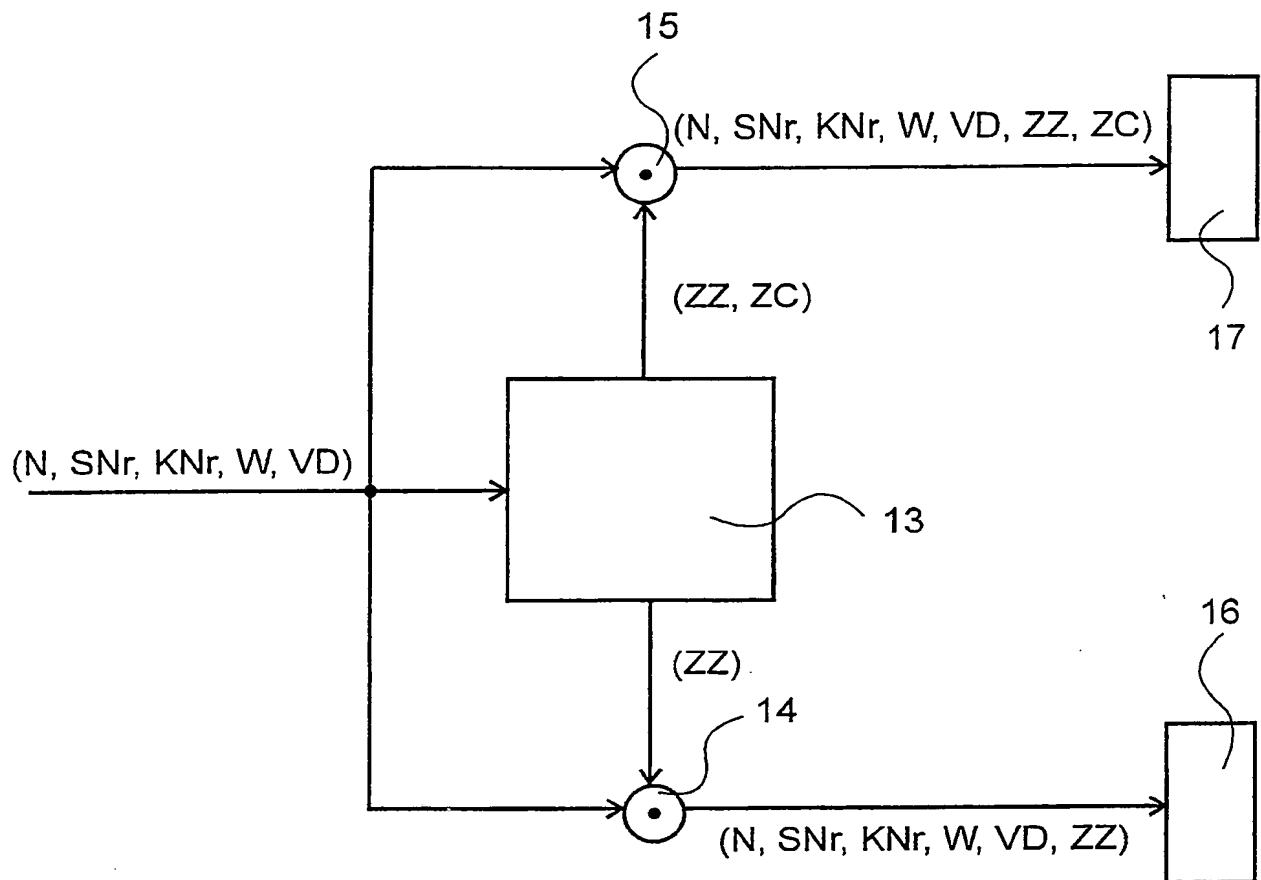 15
(N, SNr, KNr, W, VD, ZZ, ZC)
(ZZ, ZC)
17
(N, SNr, KNr, W, VD)
13
16
(ZZ)
14
(N, SNr, KNr, W, VD, ZZ)